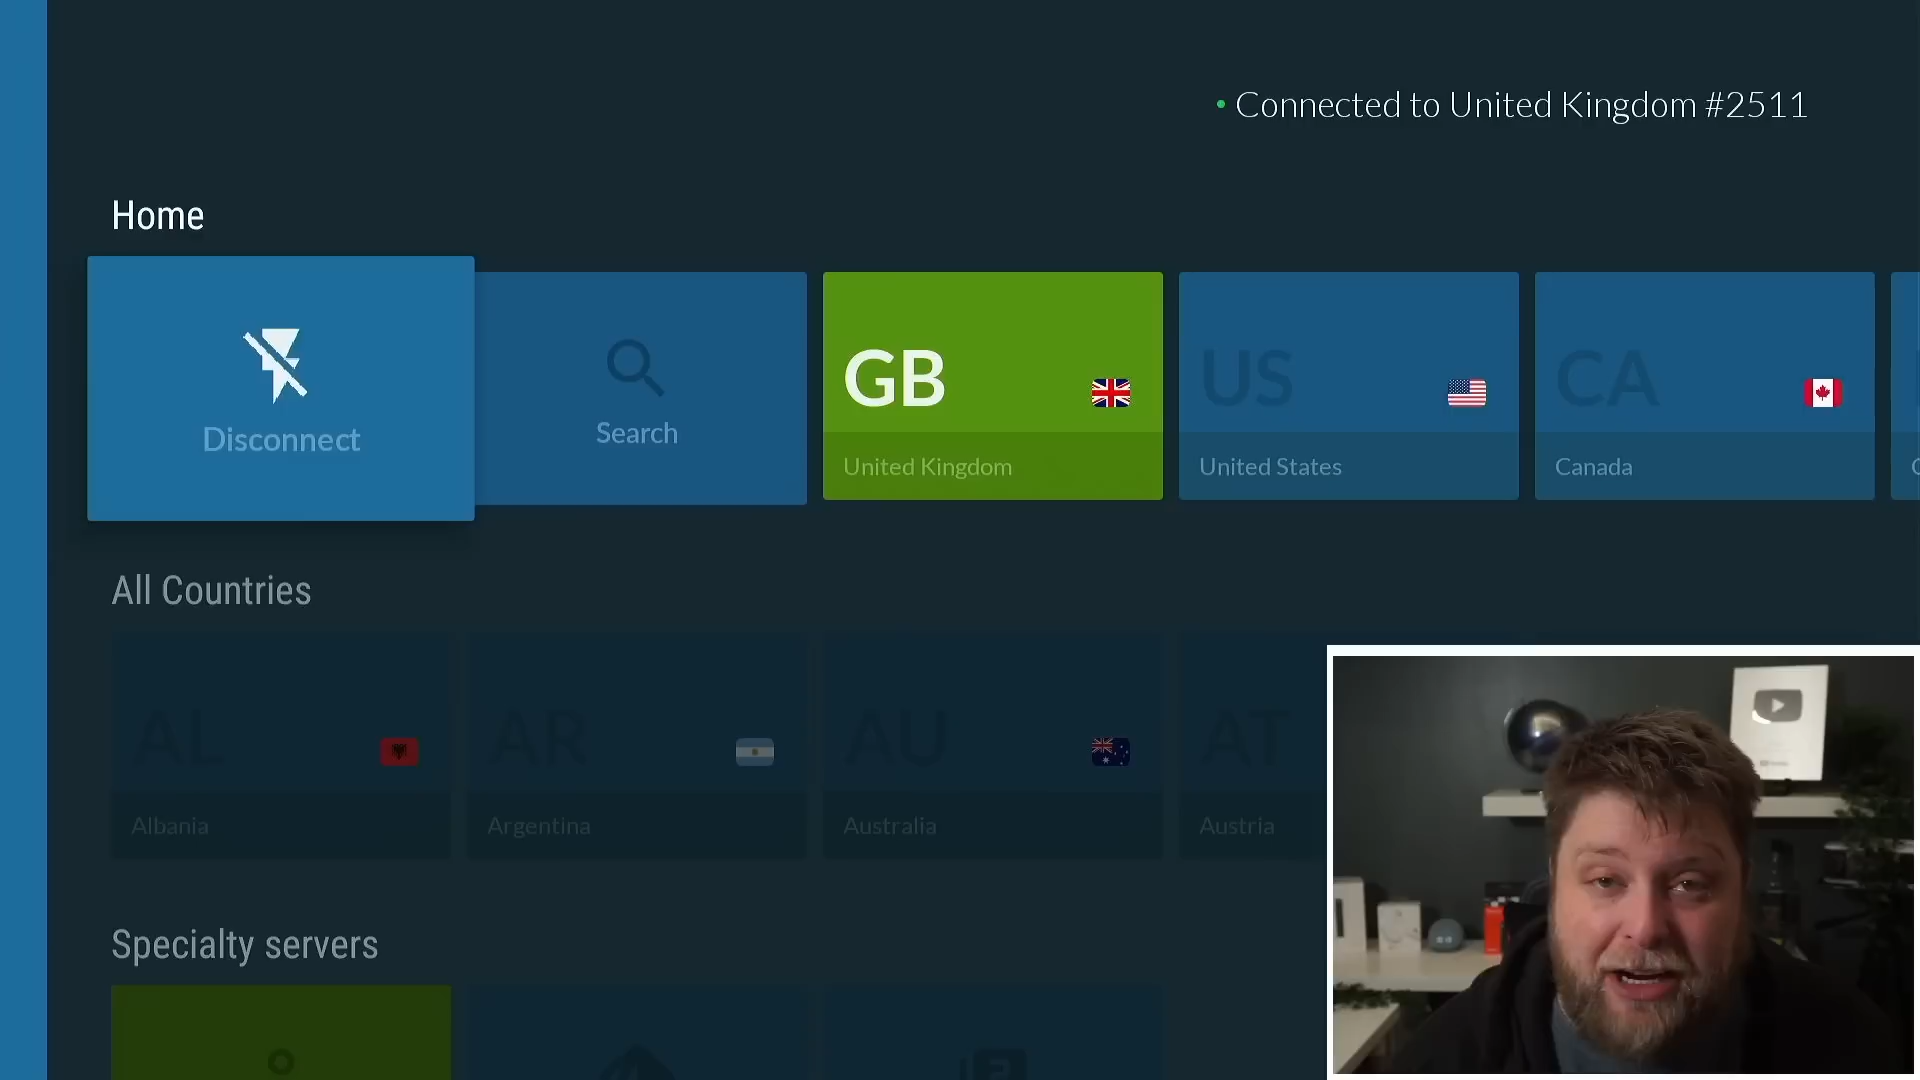 Connected to United Kingdom #2511
Home
Disconnect
Search
GB
United Kingdom
US
United States
CA
Canada
All Countries
AL
Albania
AR
Argentina
AU
Australia
AT
Austria
Specialty servers